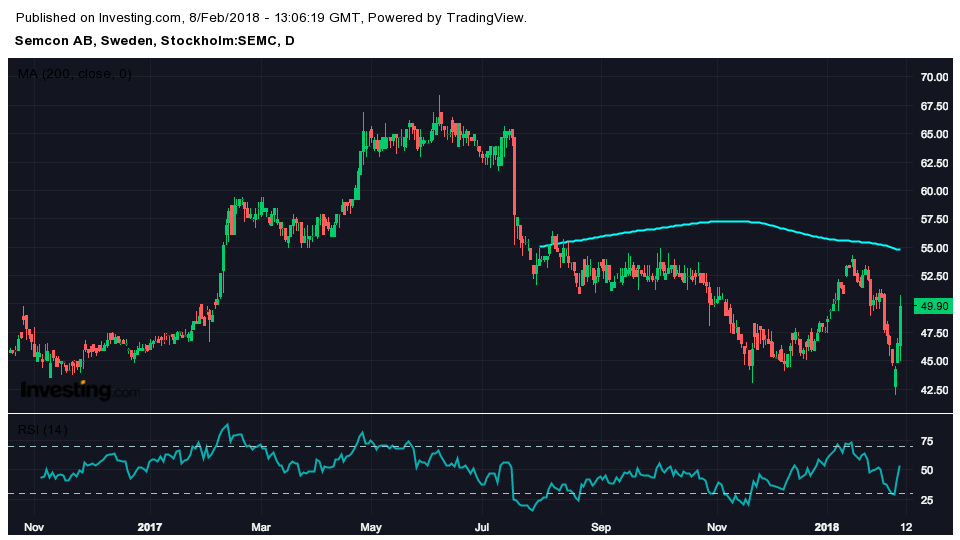 Published on Investing.com, 8/Feb/2018 - 13:06:19 GMT, Powered by TradingView.
Semcon AB, Sweden, Stockholm:SEMC, D
MA (200, close, 0)
70.00
67.50
65.00
62.50
60.00
57.50
55.00
52.50
49.90
47.50
45.00
42.50
Investing.com
RSI (14)
75
50
25
Nov 2017 Mar May Jul Sep Nov 2018 12